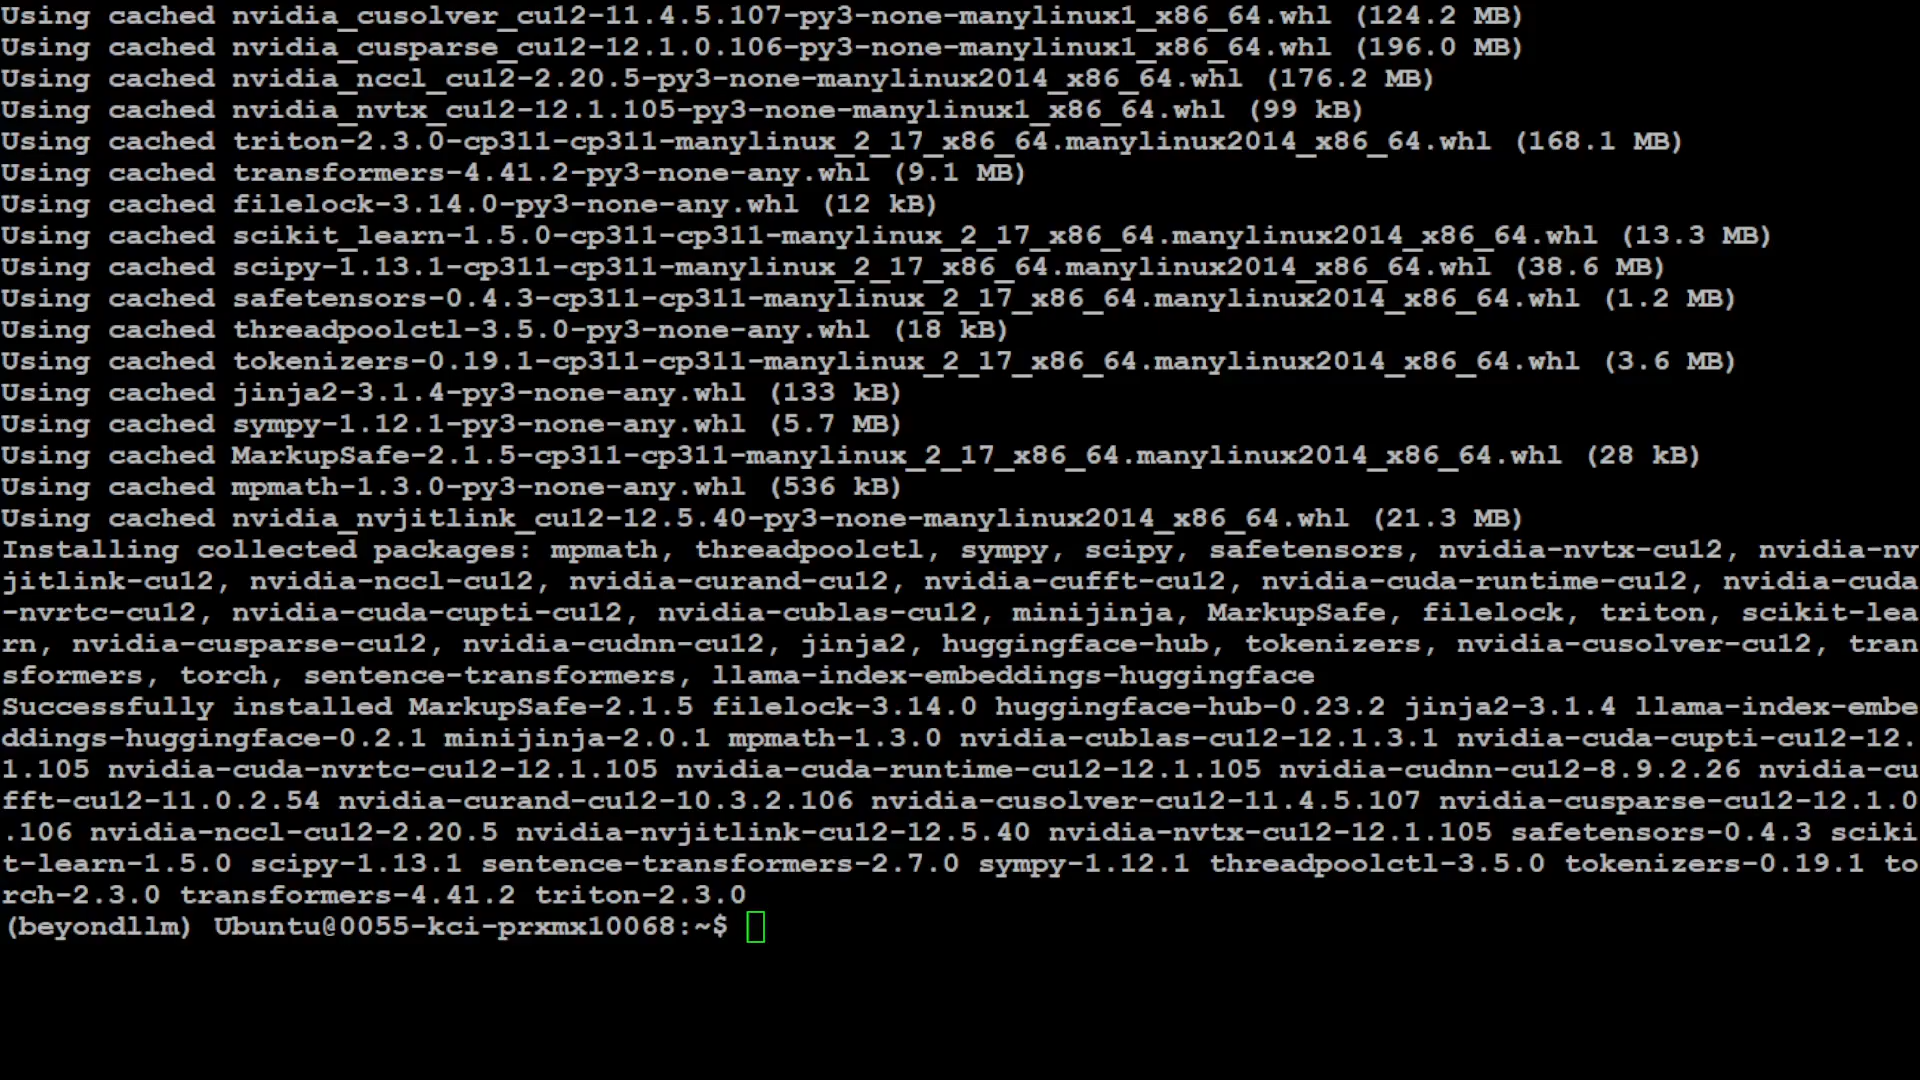 Using cached nvidia_cusolver_cu12-11.4.5.107-py3-none-manylinux1_x86_64.whl (124.2 MB)
Using cached nvidia_cusparse_cu12-12.1.0.106-py3-none-manylinux1_x86_64.whl (196.0 MB)
Using cached nvidia_nccl_cu12-2.20.5-py3-none-manylinux2014_x86_64.whl (176.2 MB)
Using cached nvidia_nvtx_cu12-12.1.105-py3-none-manylinux1_x86_64.whl (99 kB)
Using cached triton-2.3.0-cp311-cp311-manylinux_2_17_x86_64.manylinux2014_x86_64.whl (168.1 MB)
Using cached transformers-4.41.2-py3-none-any.whl (9.1 MB)
Using cached filelock-3.14.0-py3-none-any.whl (12 kB)
Using cached scikit_learn-1.5.0-cp311-cp311-manylinux_2_17_x86_64.manylinux2014_x86_64.whl (13.3 MB)
Using cached scipy-1.13.1-cp311-cp311-manylinux_2_17_x86_64.manylinux2014_x86_64.whl (38.6 MB)
Using cached safetensors-0.4.3-cp311-cp311-manylinux_2_17_x86_64.manylinux2014_x86_64.whl (1.2 MB)
Using cached threadpoolctl-3.5.0-py3-none-any.whl (18 kB)
Using cached tokenizers-0.19.1-cp311-cp311-manylinux_2_17_x86_64.manylinux2014_x86_64.whl (3.6 MB)
Using cached jinja2-3.1.4-py3-none-any.whl (133 kB)
Using cached sympy-1.12.1-py3-none-any.whl (5.7 MB)
Using cached MarkupSafe-2.1.5-cp311-cp311-manylinux_2_17_x86_64.manylinux2014_x86_64.whl (28 kB)
Using cached mpmath-1.3.0-py3-none-any.whl (536 kB)
Using cached nvidia_nvjitlink_cu12-12.5.40-py3-none-manylinux2014_x86_64.whl (21.3 MB)
Installing collected packages: mpmath, threadpoolctl, sympy, scipy, safetensors, nvidia-nvtx-cu12, nvidia-nv
jitlink-cu12, nvidia-nccl-cu12, nvidia-curand-cu12, nvidia-cufft-cu12, nvidia-cuda-runtime-cu12, nvidia-cuda
-nvrtc-cu12, nvidia-cuda-cupti-cu12, nvidia-cublas-cu12, minijinja, MarkupSafe, filelock, triton, scikit-lea
rn, nvidia-cusparse-cu12, nvidia-cudnn-cu12, jinja2, huggingface-hub, tokenizers, nvidia-cusolver-cu12, tran
sformers, torch, sentence-transformers, llama-index-embeddings-huggingface
Successfully installed MarkupSafe-2.1.5 filelock-3.14.0 huggingface-hub-0.23.2 jinja2-3.1.4 llama-index-embe
ddings-huggingface-0.2.1 minijinja-2.0.1 mpmath-1.3.0 nvidia-cublas-cu12-12.1.3.1 nvidia-cuda-cupti-cu12-12.
1.105 nvidia-cuda-nvrtc-cu12-12.1.105 nvidia-cuda-runtime-cu12-12.1.105 nvidia-cudnn-cu12-8.9.2.26 nvidia-cu
fft-cu12-11.0.2.54 nvidia-curand-cu12-10.3.2.106 nvidia-cusolver-cu12-11.4.5.107 nvidia-cusparse-cu12-12.1.0
.106 nvidia-nccl-cu12-2.20.5 nvidia-nvjitlink-cu12-12.5.40 nvidia-nvtx-cu12-12.1.105 safetensors-0.4.3 sciki
t-learn-1.5.0 scipy-1.13.1 sentence-transformers-2.7.0 sympy-1.12.1 threadpoolctl-3.5.0 tokenizers-0.19.1 to
rch-2.3.0 transformers-4.41.2 triton-2.3.0
(beyondllm) Ubuntu@0055-kci-prxmx10068:~$